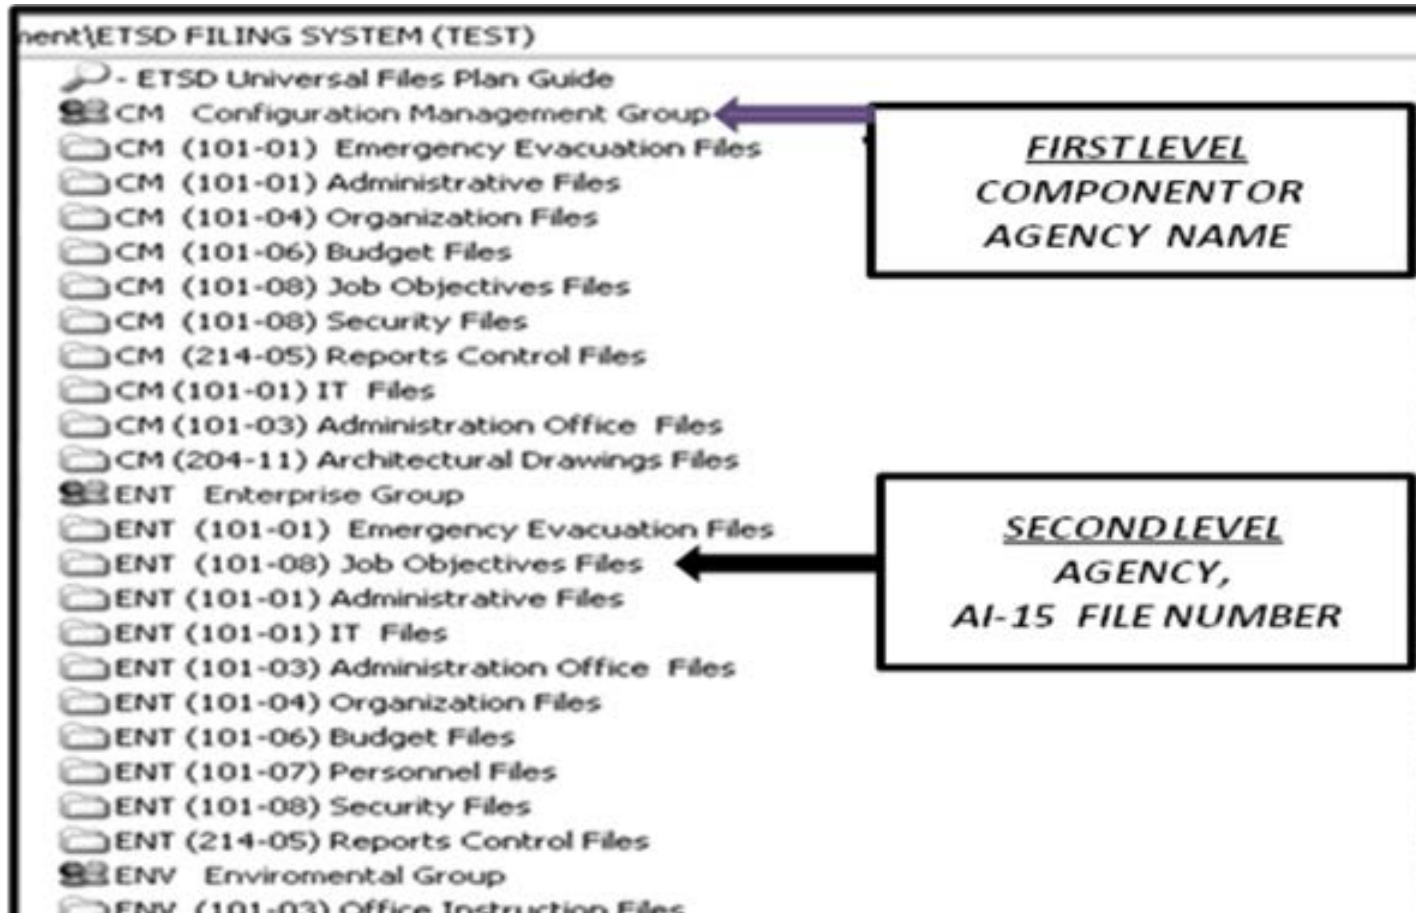 ment\ETSD FILING SYSTEM (TEST)
- ETSD Universal Files Plan Guide
CM Configuration Management Group
CM (101-01) Emergency Evacuation Files
CM (101-01) Administrative Files
CM (101-04) Organization Files
CM (101-06) Budget Files
CM (101-08) Job Objectives Files
CM (101-08) Security Files
CM (214-05) Reports Control Files
CM (101-01) IT Files
CM (101-03) Administration Office Files
CM (204-11) Architectural Drawings Files
ENT Enterprise Group
ENT (101-01) Emergency Evacuation Files
ENT (101-08) Job Objectives Files
ENT (101-01) Administrative Files
ENT (101-01) IT Files
ENT (101-03) Administration Office Files
ENT (101-04) Organization Files
ENT (101-06) Budget Files
ENT (101-07) Personnel Files
ENT (101-08) Security Files
ENT (214-05) Reports Control Files
ENV Enviromental Group
ENV (101-03) Office Instruction Files
FIRST LEVEL
COMPONENT OR
AGENCY NAME
SECOND LEVEL
AGENCY,
AI-15 FILE NUMBER